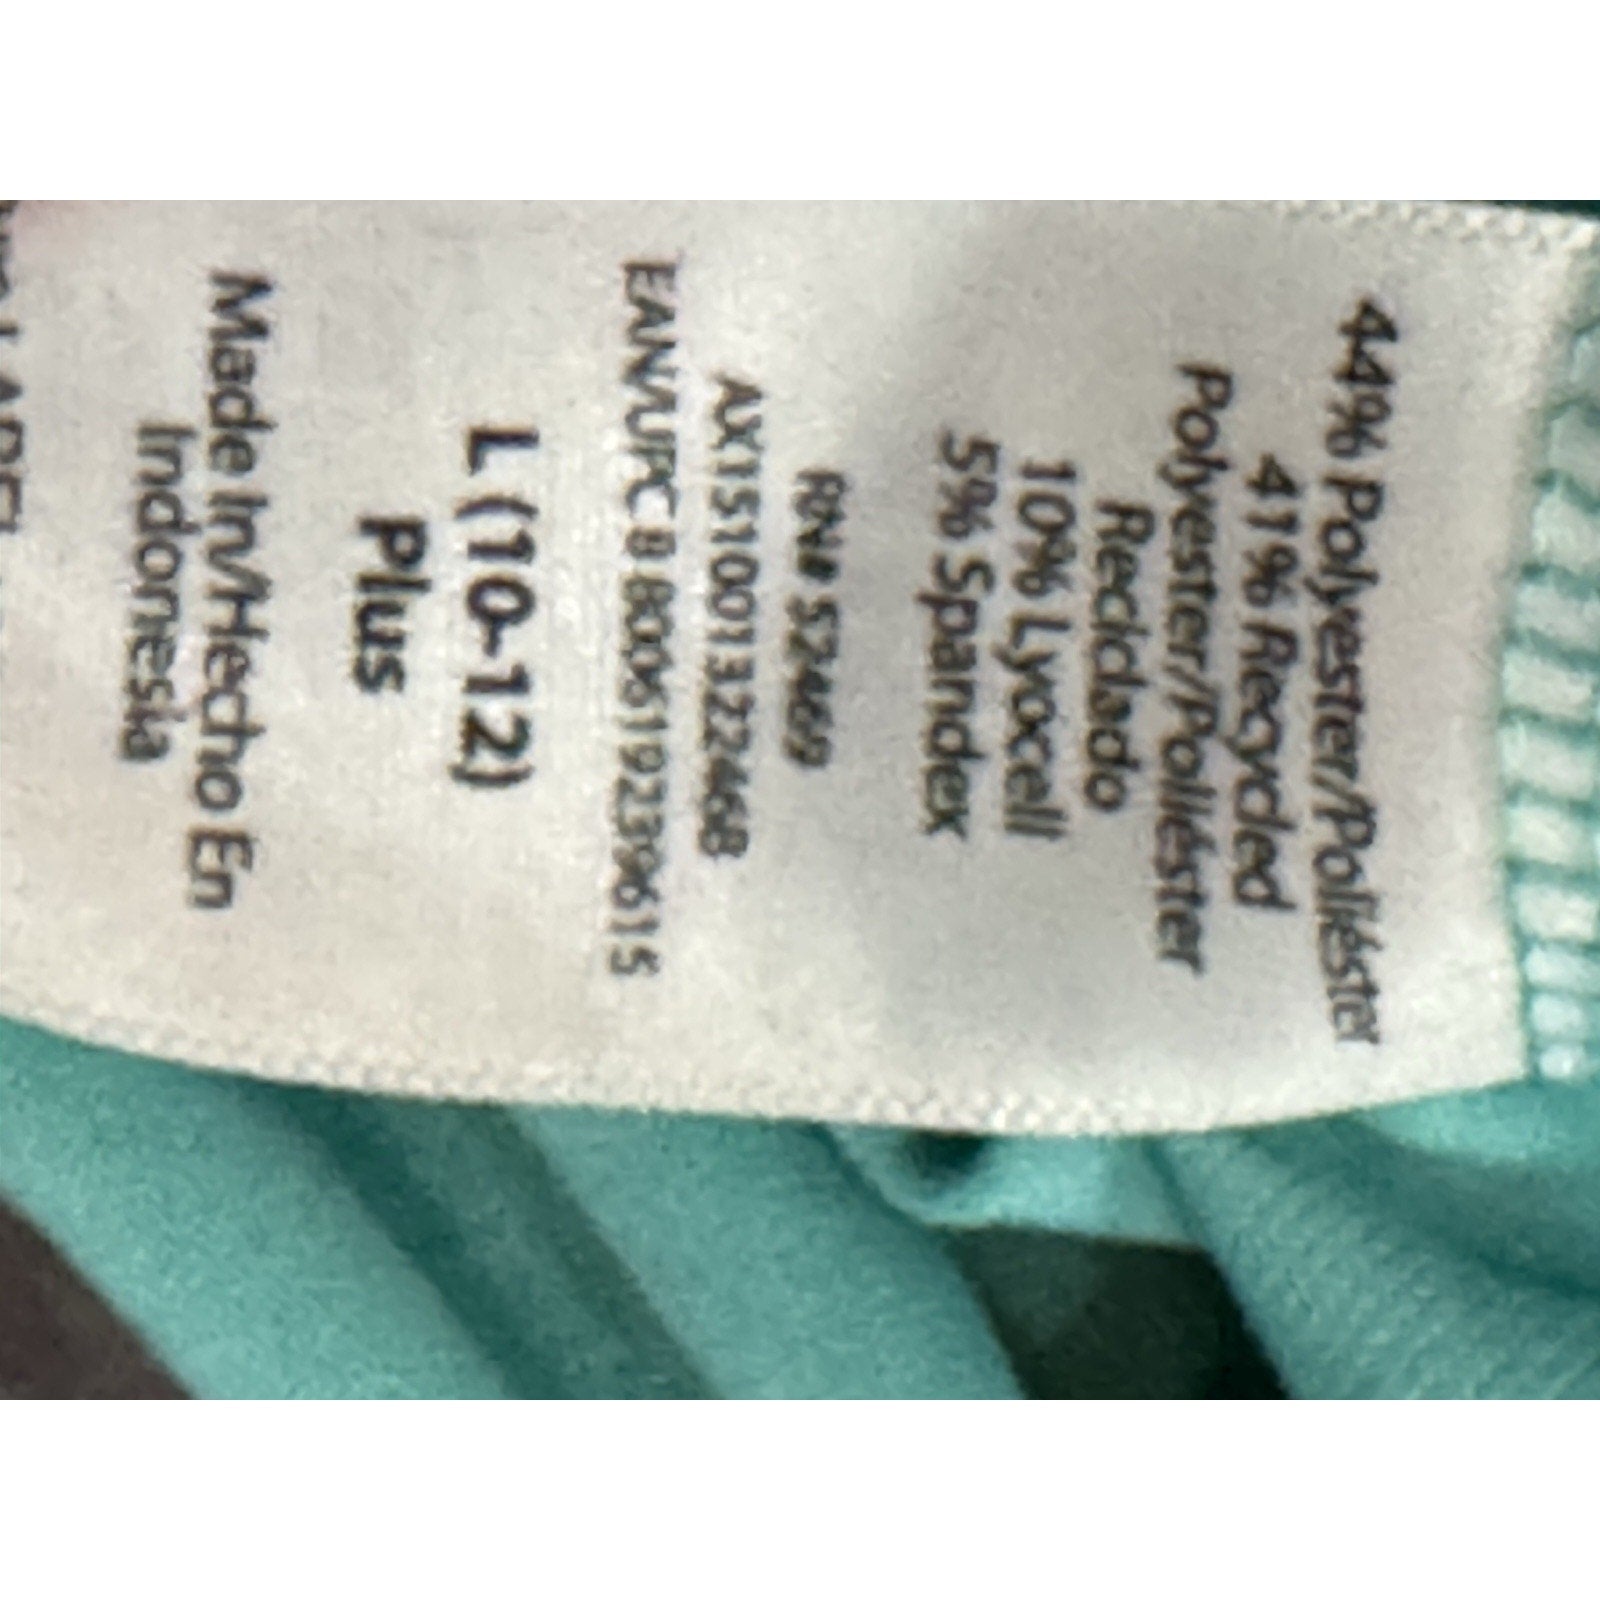 44% Polyester/Poliéster
41% Recycled
Polyester/Poliéster
Reciclado
10% Lyocell
5% Spandex
RN# 52469
AX151001322468
EAN/UPC 8 800619239615
L (10-12)
Plus
Made In/Hecho En
Indonesia